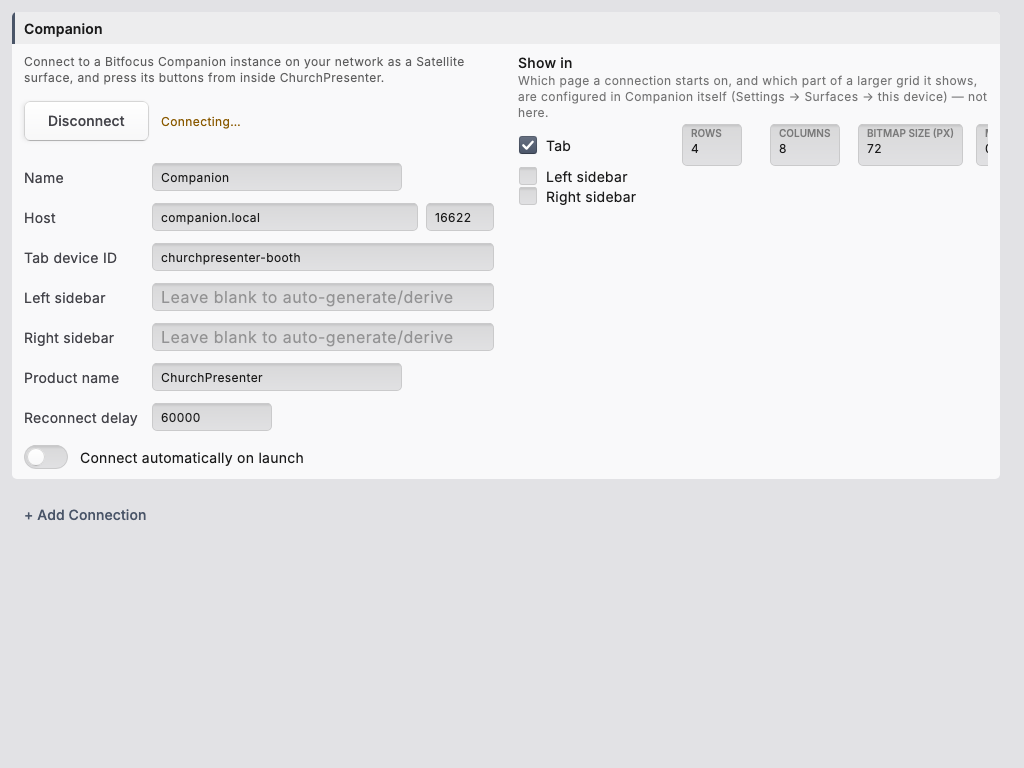 Companion
Connect to a Bitfocus Companion instance on your network as a Satellite
surface, and press its buttons from inside ChurchPresenter.
Disconnect
Connecting...
Name
Companion
Host
companion.local
16622
Tab device ID
churchpresenter-booth
Left sidebar
Leave blank to auto-generate/derive
Right sidebar
Leave blank to auto-generate/derive
Product name
ChurchPresenter
Reconnect delay
60000
Connect automatically on launch
Show in
Which page a connection starts on, and which part of a larger grid it shows,
are configured in Companion itself (Settings → Surfaces → this device) — not
here.
Tab
ROWS
4
COLUMNS
8
BITMAP SIZE (PX)
72
Left sidebar
Right sidebar
+ Add Connection